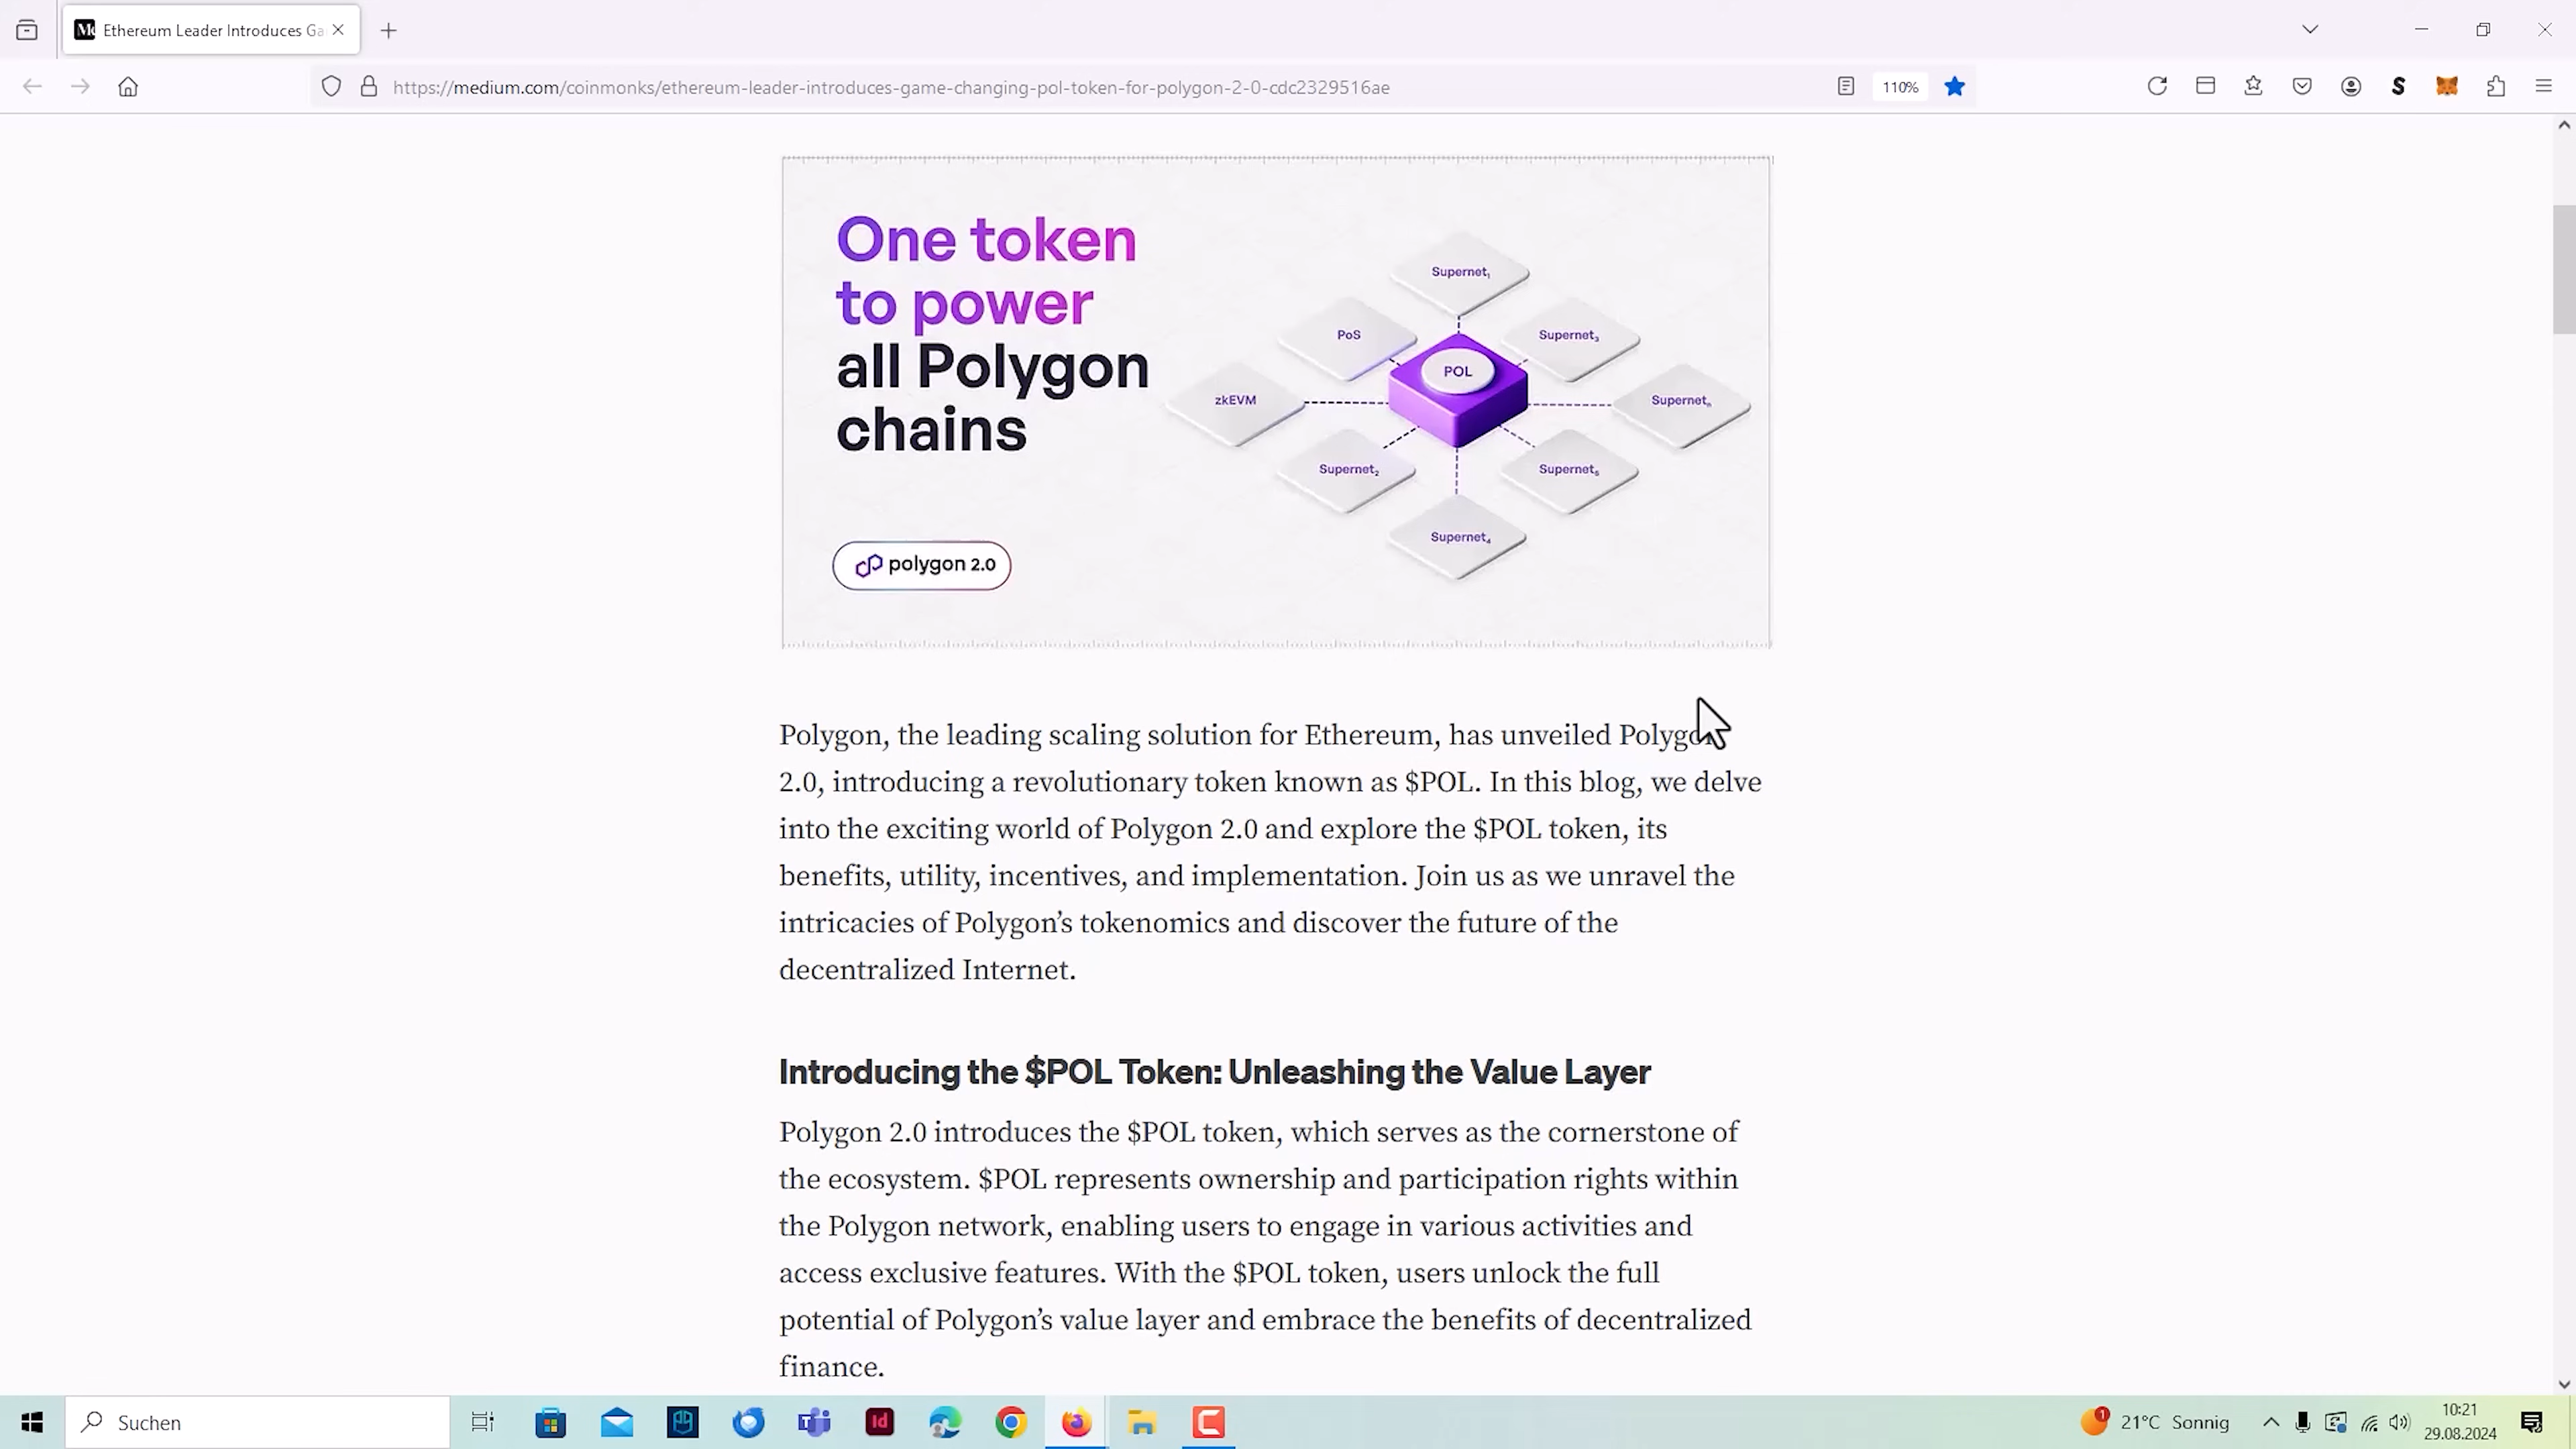 Ethereum Leader Introduces Ga
https://medium.com/coinmonks/ethereum-leader-introduces-game-changing-pol-token-for-polygon-2-0-cdc2329516ae
110%
One token
to power
all Polygon
chains
polygon 2.0
Supernet₁
PoS
Supernet₃
POL
zkEVM
Supernetₙ
Supernet₂
Supernet₅
Supernet₄
Polygon, the leading scaling solution for Ethereum, has unveiled Polygon
2.0, introducing a revolutionary token known as $POL. In this blog, we delve
into the exciting world of Polygon 2.0 and explore the $POL token, its
benefits, utility, incentives, and implementation. Join us as we unravel the
intricacies of Polygon’s tokenomics and discover the future of the
decentralized Internet.
Introducing the $POL Token: Unleashing the Value Layer
Polygon 2.0 introduces the $POL token, which serves as the cornerstone of
the ecosystem. $POL represents ownership and participation rights within
the Polygon network, enabling users to engage in various activities and
access exclusive features. With the $POL token, users unlock the full
potential of Polygon’s value layer and embrace the benefits of decentralized
finance.
Suchen
1
21°C Sonnig
10:21
29.08.2024